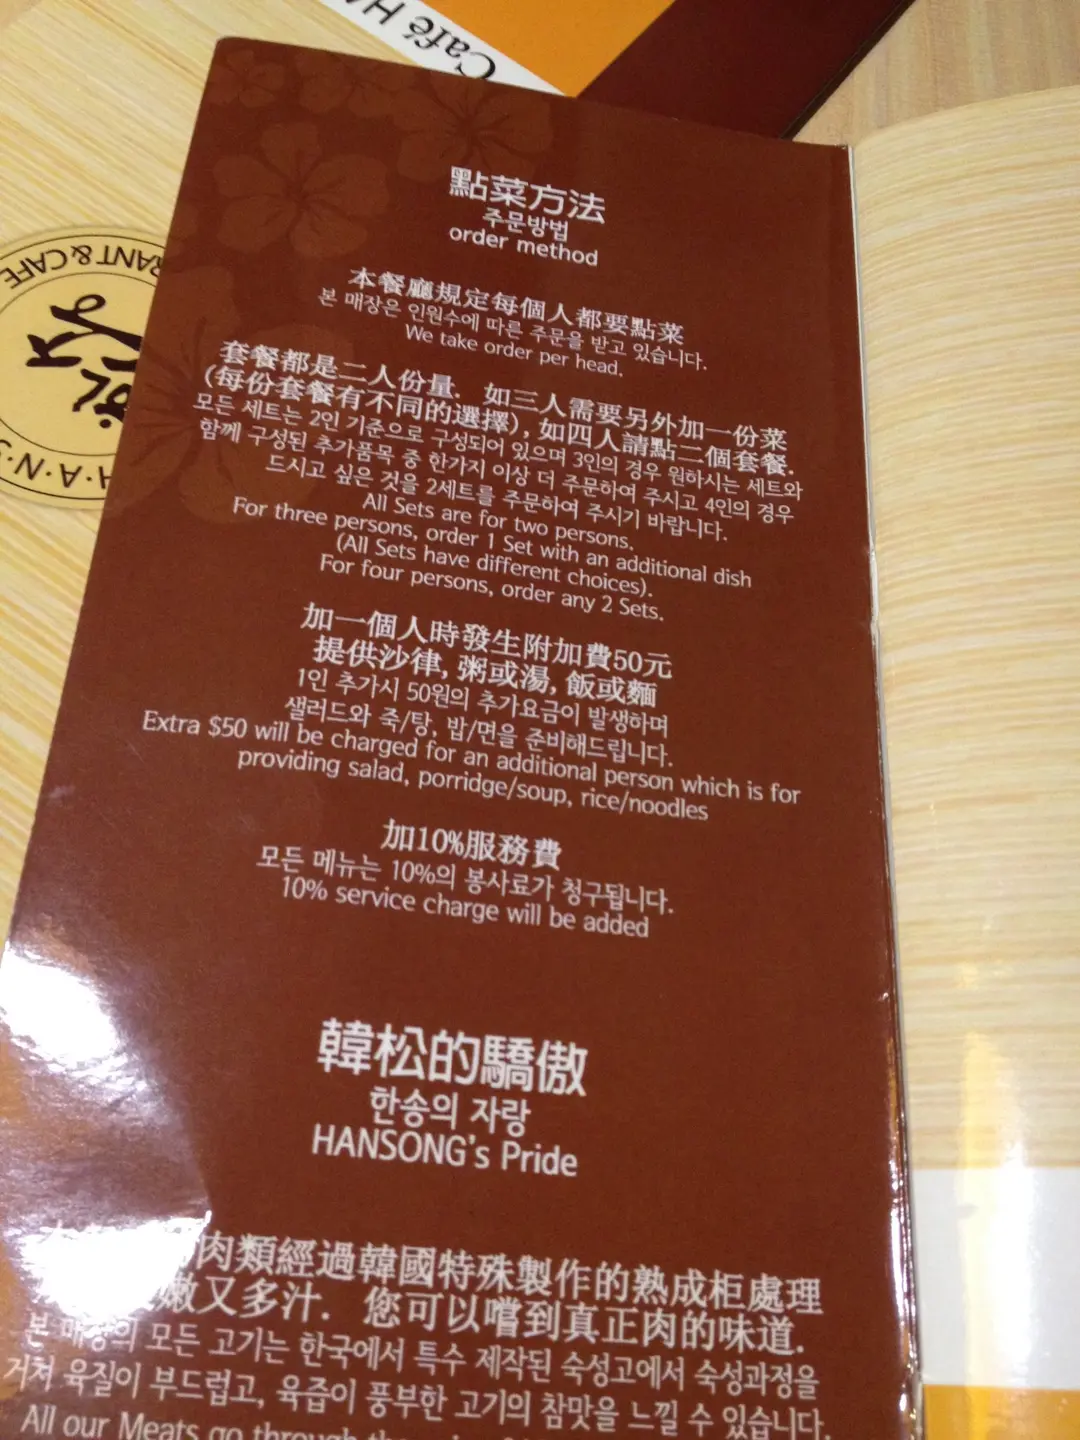 Café HA
RANT & CAFE
H·A·N·S
點菜方法
주문방법
order method
本餐廳規定每個人都要點菜
본 매장은 인원수에 따른 주문을 받고 있습니다.
We take order per head.
套餐都是二人份量. 如三人需要另外加一份菜
(每份套餐有不同的選擇), 如四人請點二個套餐.
모든 세트는 2인 기준으로 구성되어 있으며 3인의 경우 원하시는 세트와
함께 구성된 추가품목 중 한가지 이상 더 주문하여 주시고 4인의 경우
드시고 싶은 것을 2세트를 주문하여 주시기 바랍니다.
All Sets are for two persons.
For three persons, order 1 Set with an additional dish
(All Sets have different choices).
For four persons, order any 2 Sets.
加一個人時發生附加費50元
提供沙律, 粥或湯, 飯或麵
1인 추가시 50원의 추가요금이 발생하며
샐러드와 죽/탕, 밥/면을 준비해드립니다.
Extra $50 will be charged for an additional person which is for
providing salad, porridge/soup, rice/noodles
加10%服務費
모든 메뉴는 10%의 봉사료가 청구됩니다.
10% service charge will be added
韓松的驕傲
한송의 자랑
HANSONG's Pride
肉類經過韓國特殊製作的熟成柜處理
嫩又多汁. 您可以嚐到真正肉的味道.
본 매장의 모든 고기는 한국에서 특수 제작된 숙성고에서 숙성과정을
거쳐 육질이 부드럽고, 육즙이 풍부한 고기의 참맛을 느낄 수 있습니다.
All our Meats go through